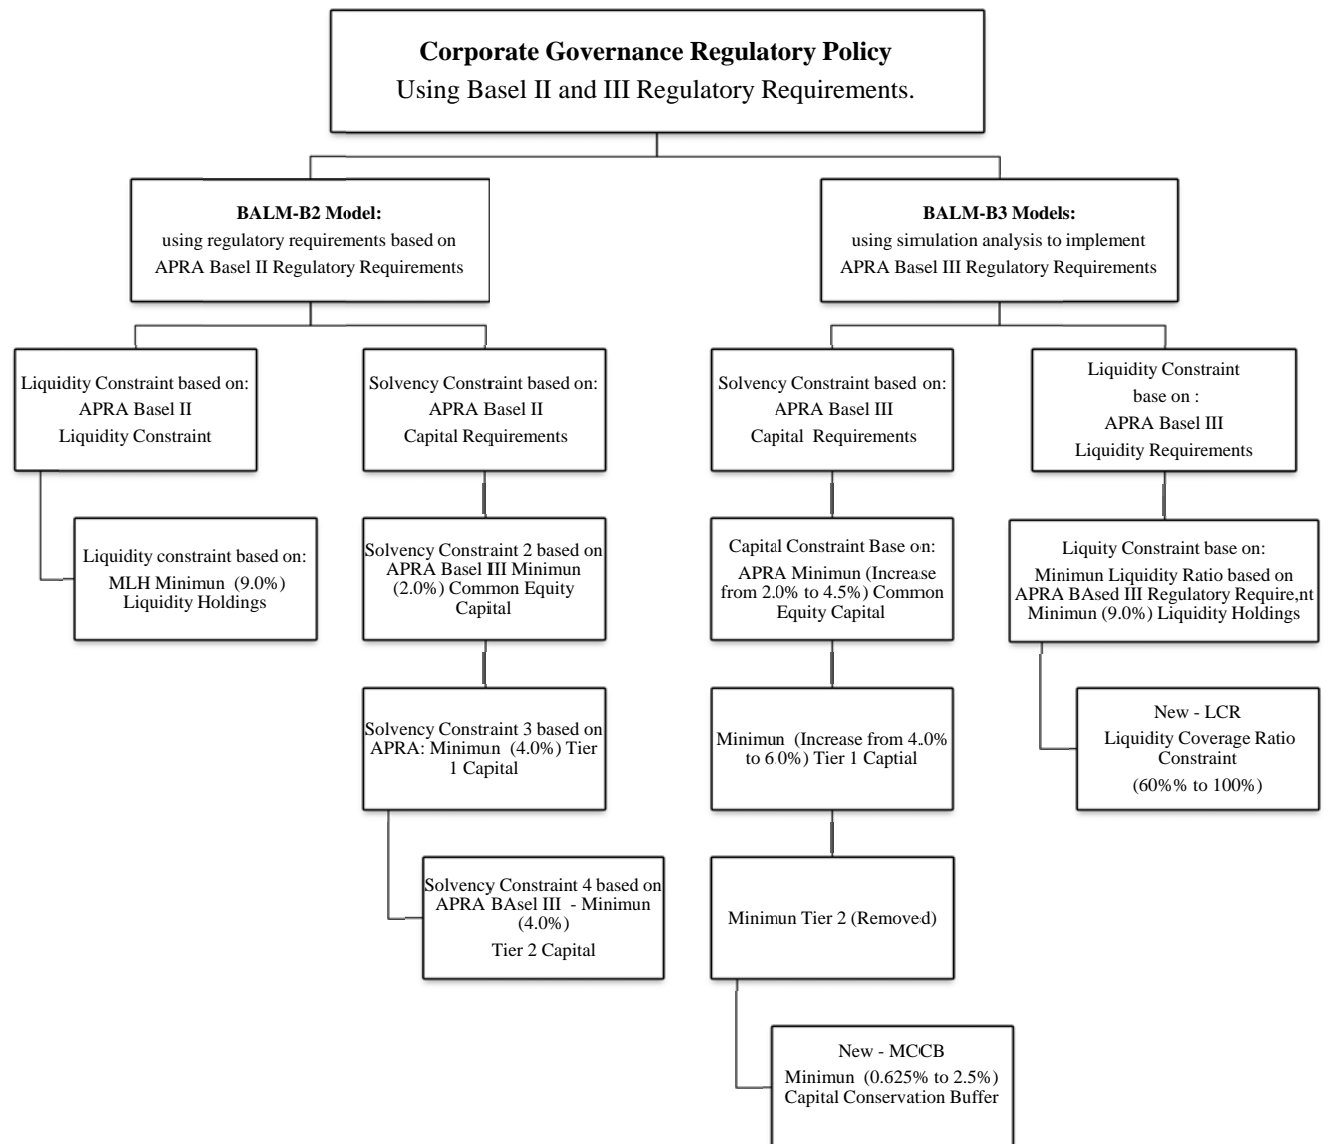 Corporate Governance Regulatory Policy
Using Basel II and III Regulatory Requirements.
BALM-B2 Model:
using regulatory requirements based on
APRA Basel II Regulatory Requirements
BALM-B3 Models:
using simulation analysis to implement
APRA Basel III Regulatory Requirements
Liquidity Constraint based on:
APRA Basel II
Liquidity Constraint
Solvency Constraint based on:
APRA Basel II
Capital Requirements
Solvency Constraint based on:
APRA Basel III
Capital Requirements
Liquidity Constraint
base on :
APRA Basel III
Liquidity Requirements
Liquidity constraint based on:
MLH Minimun (9.0%)
Liquidity Holdings
Solvency Constraint 2 based on
APRA Basel III Minimun
(2.0%) Common Equity
Capital
Capital Constraint Base on:
APRA Minimun (Increase
from 2.0% to 4.5%) Common
Equity Capital
Liquity Constraint base on:
Minimun Liquidity Ratio based on
APRA BAsed III Regulatory Require,nt
Minimun (9.0%) Liquidity Holdings
Solvency Constraint 3 based on
APRA: Minimun (4.0%) Tier
1 Capital
Minimun (Increase from 4.0%
to 6.0%) Tier 1 Captial
New - LCR
Liquidity Coverage Ratio
Constraint
(60%% to 100%)
Solvency Constraint 4 based on
APRA BAsel III - Minimun
(4.0%)
Tier 2 Capital
Minimun Tier 2 (Removed)
New - MCCB
Minimun (0.625% to 2.5%)
Capital Conservation Buffer